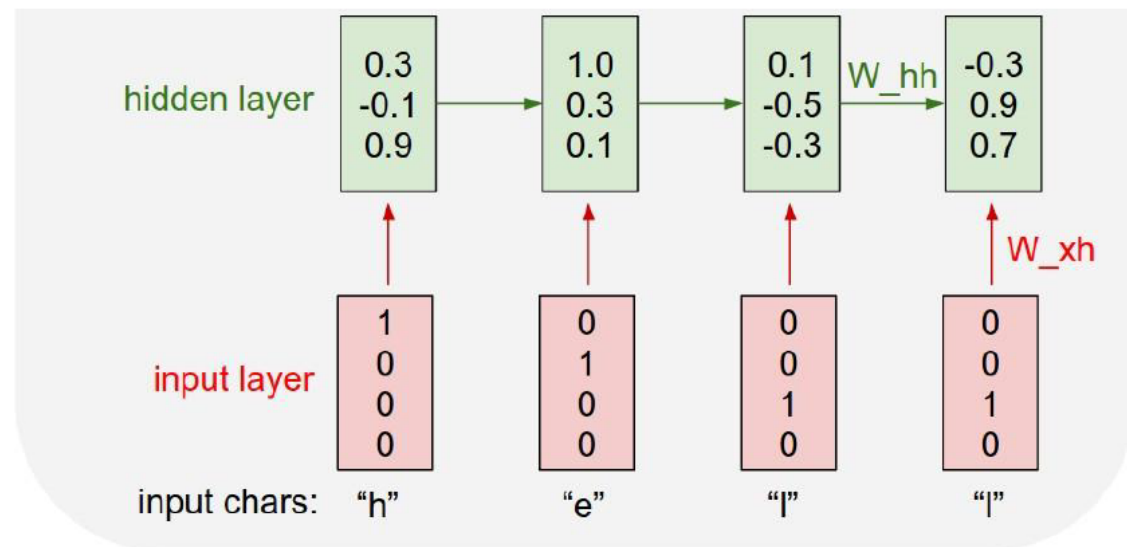 hidden layer
0.3 1.0 0.1 W_hh -0.3
-0.1 0.3 -0.5 0.9
0.9 0.1 -0.3 0.7
W_xh
input layer
1 0 0 0
0 1 0 0
0 0 1 1
0 0 0 0
input chars: “h” “e” “l” “l”